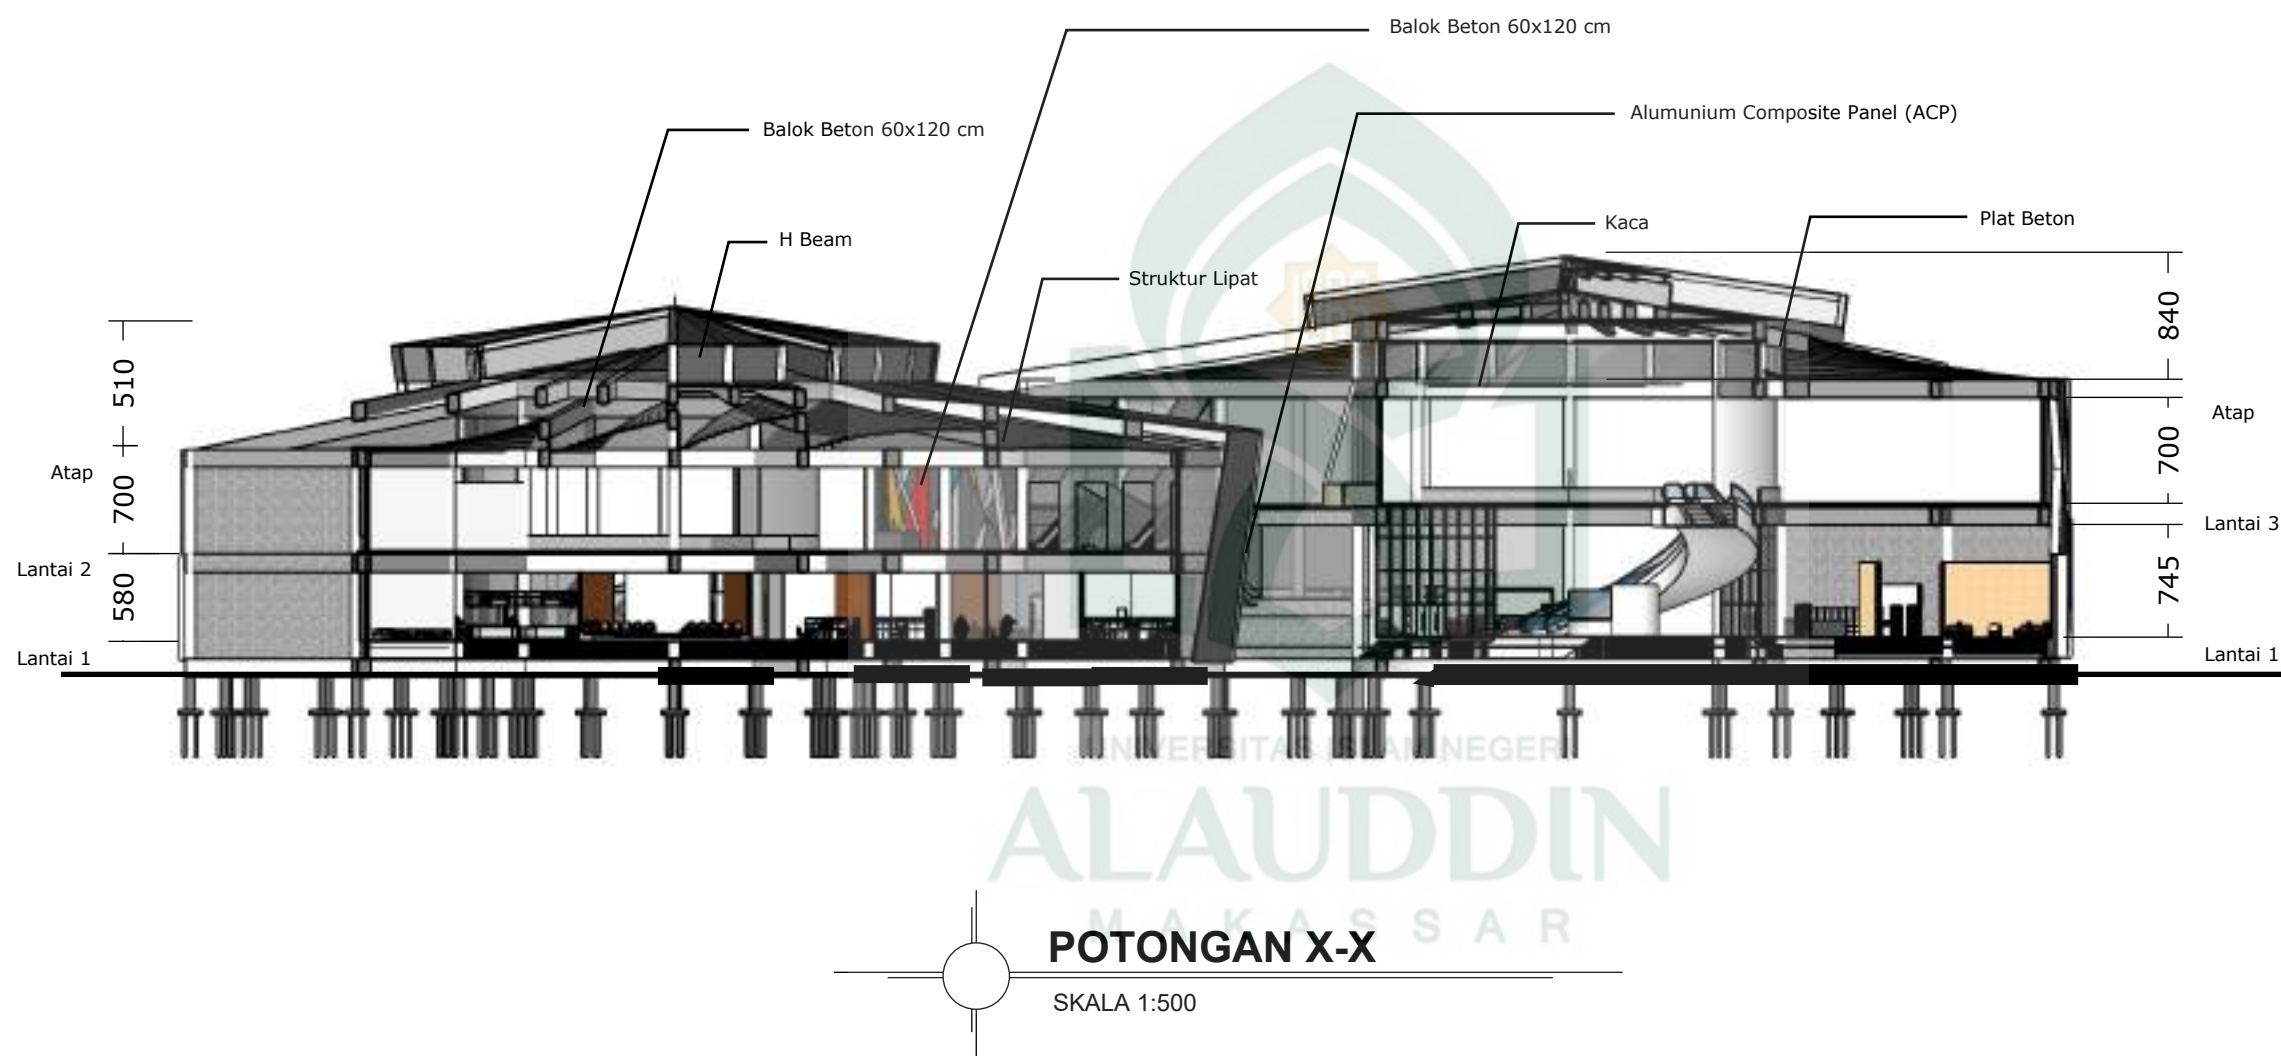 Balok Beton 60x120 cm
Alumunium Composite Panel (ACP)
Balok Beton 60x120 cm
Kaca
Plat Beton
H Beam
Struktur Lipat
510
840
Atap
Atap
700
700
Lantai 2
Lantai 3
580
745
Lantai 1
Lantai 1
UNIVERSITAS ISLAM NEGERI
ALAUDDIN
MAKASSAR
POTONGAN X-X
SKALA 1:500